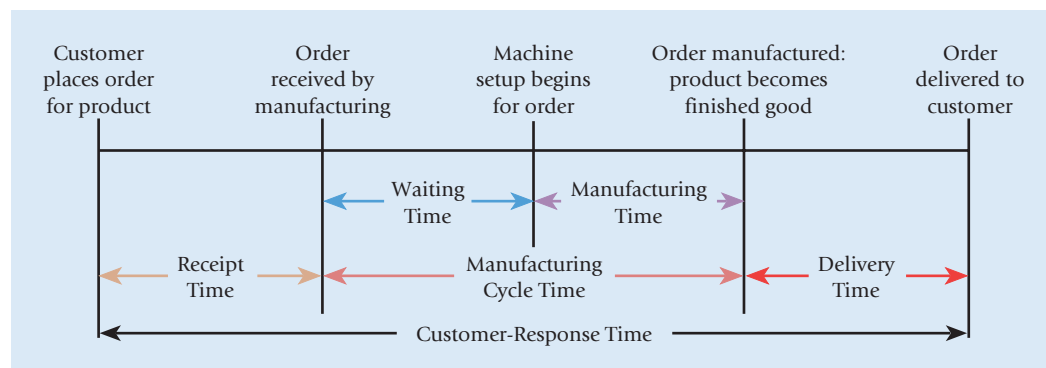 Customer
places order
for product
Order
received by
manufacturing
Machine
setup begins
for order
Order manufactured:
product becomes
finished good
Order
delivered to
customer
Waiting
Time
Manufacturing
Time
Receipt
Time
Manufacturing
Cycle Time
Delivery
Time
Customer-Response Time